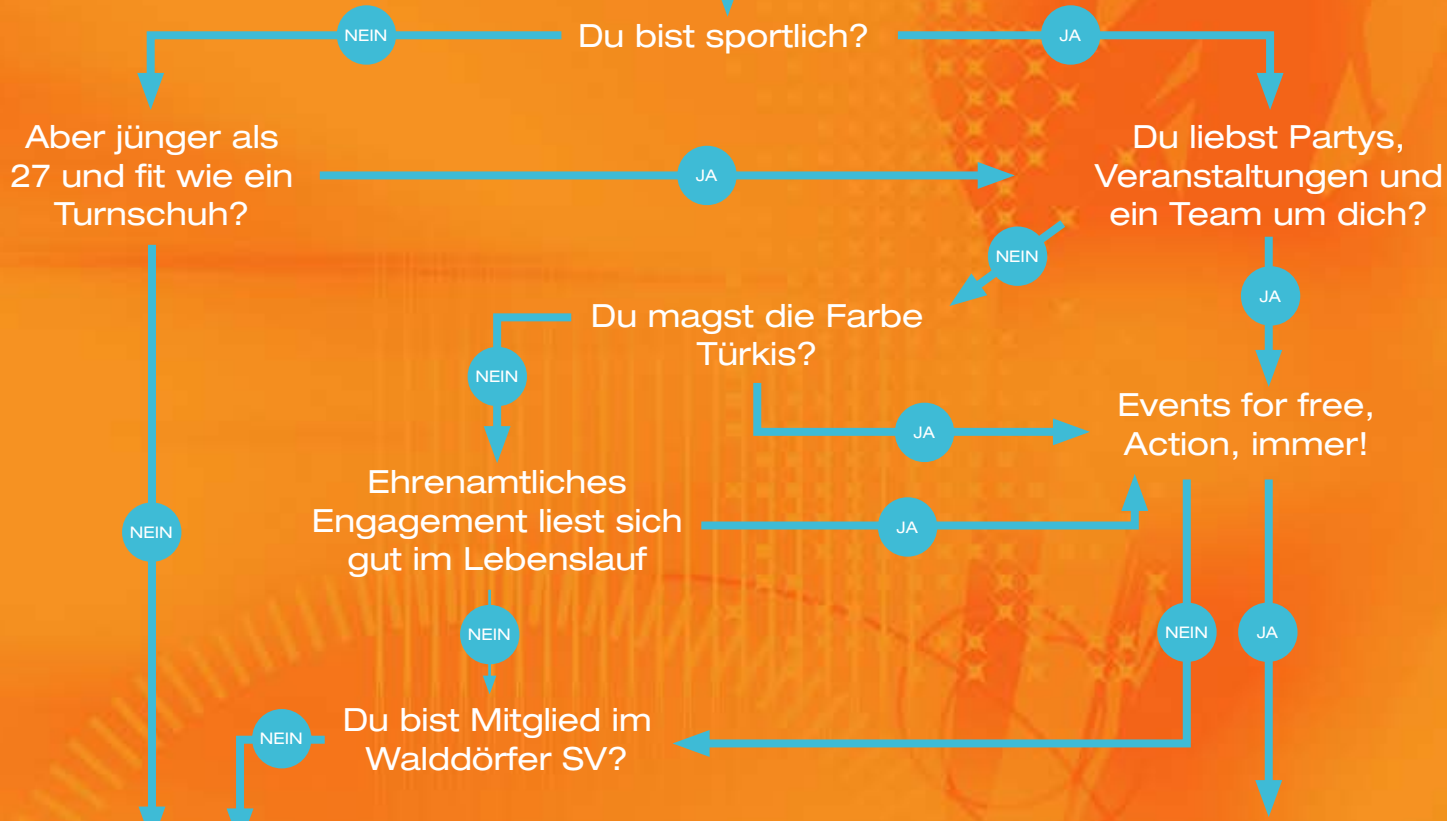 NEIN
Du bist sportlich?
JA
Aber jünger als
27 und fit wie ein
Turnschuh?
JA
Du liebst Partys,
Veranstaltungen und
ein Team um dich?
NEIN
JA
Du magst die Farbe
Türkis?
NEIN
JA
Events for free,
Action, immer!
Ehrenamtliches
Engagement liest sich
gut im Lebenslauf
JA
NEIN
NEIN
NEIN
JA
Du bist Mitglied im
Walddörfer SV?
NEIN